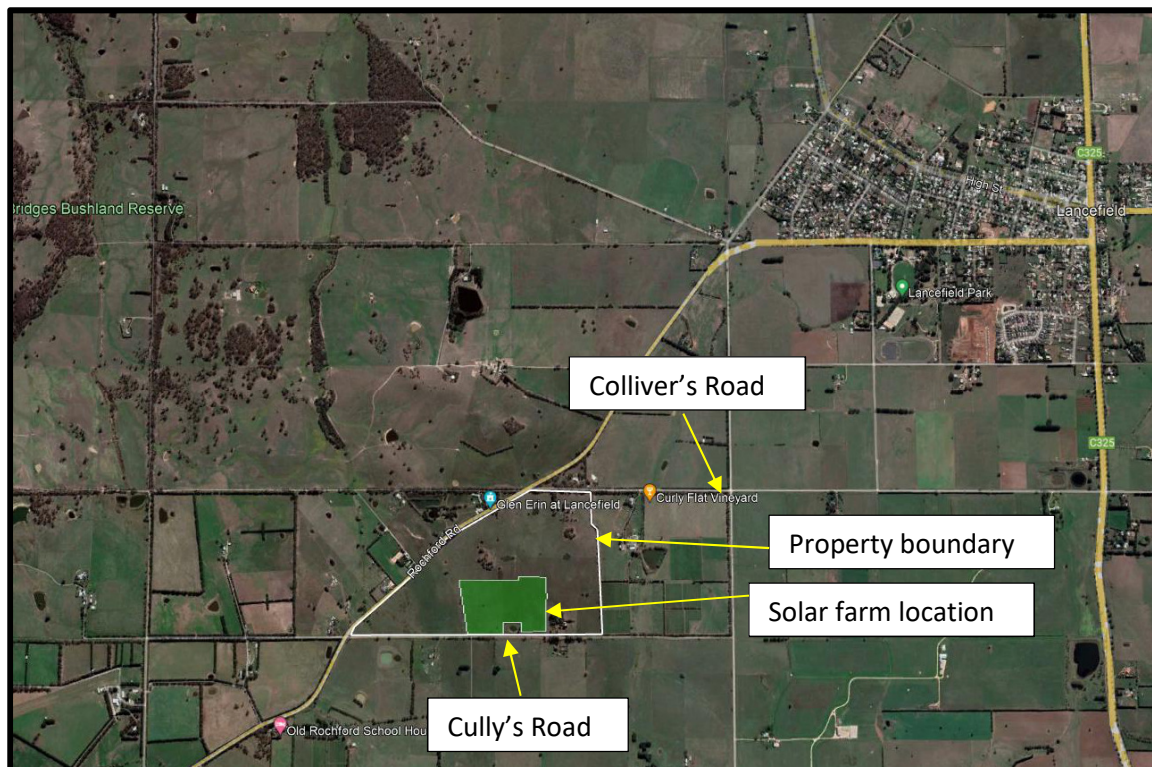 C325
High St
Lancefield
Bridges Bushland Reserve
Lancefield Park
Colliver's Road
C325
Glen Erin at Lancefield
Curly Flat Vineyard
Property boundary
Rochford Rd
Solar farm location
Old Rochford School Hou
Cully's Road